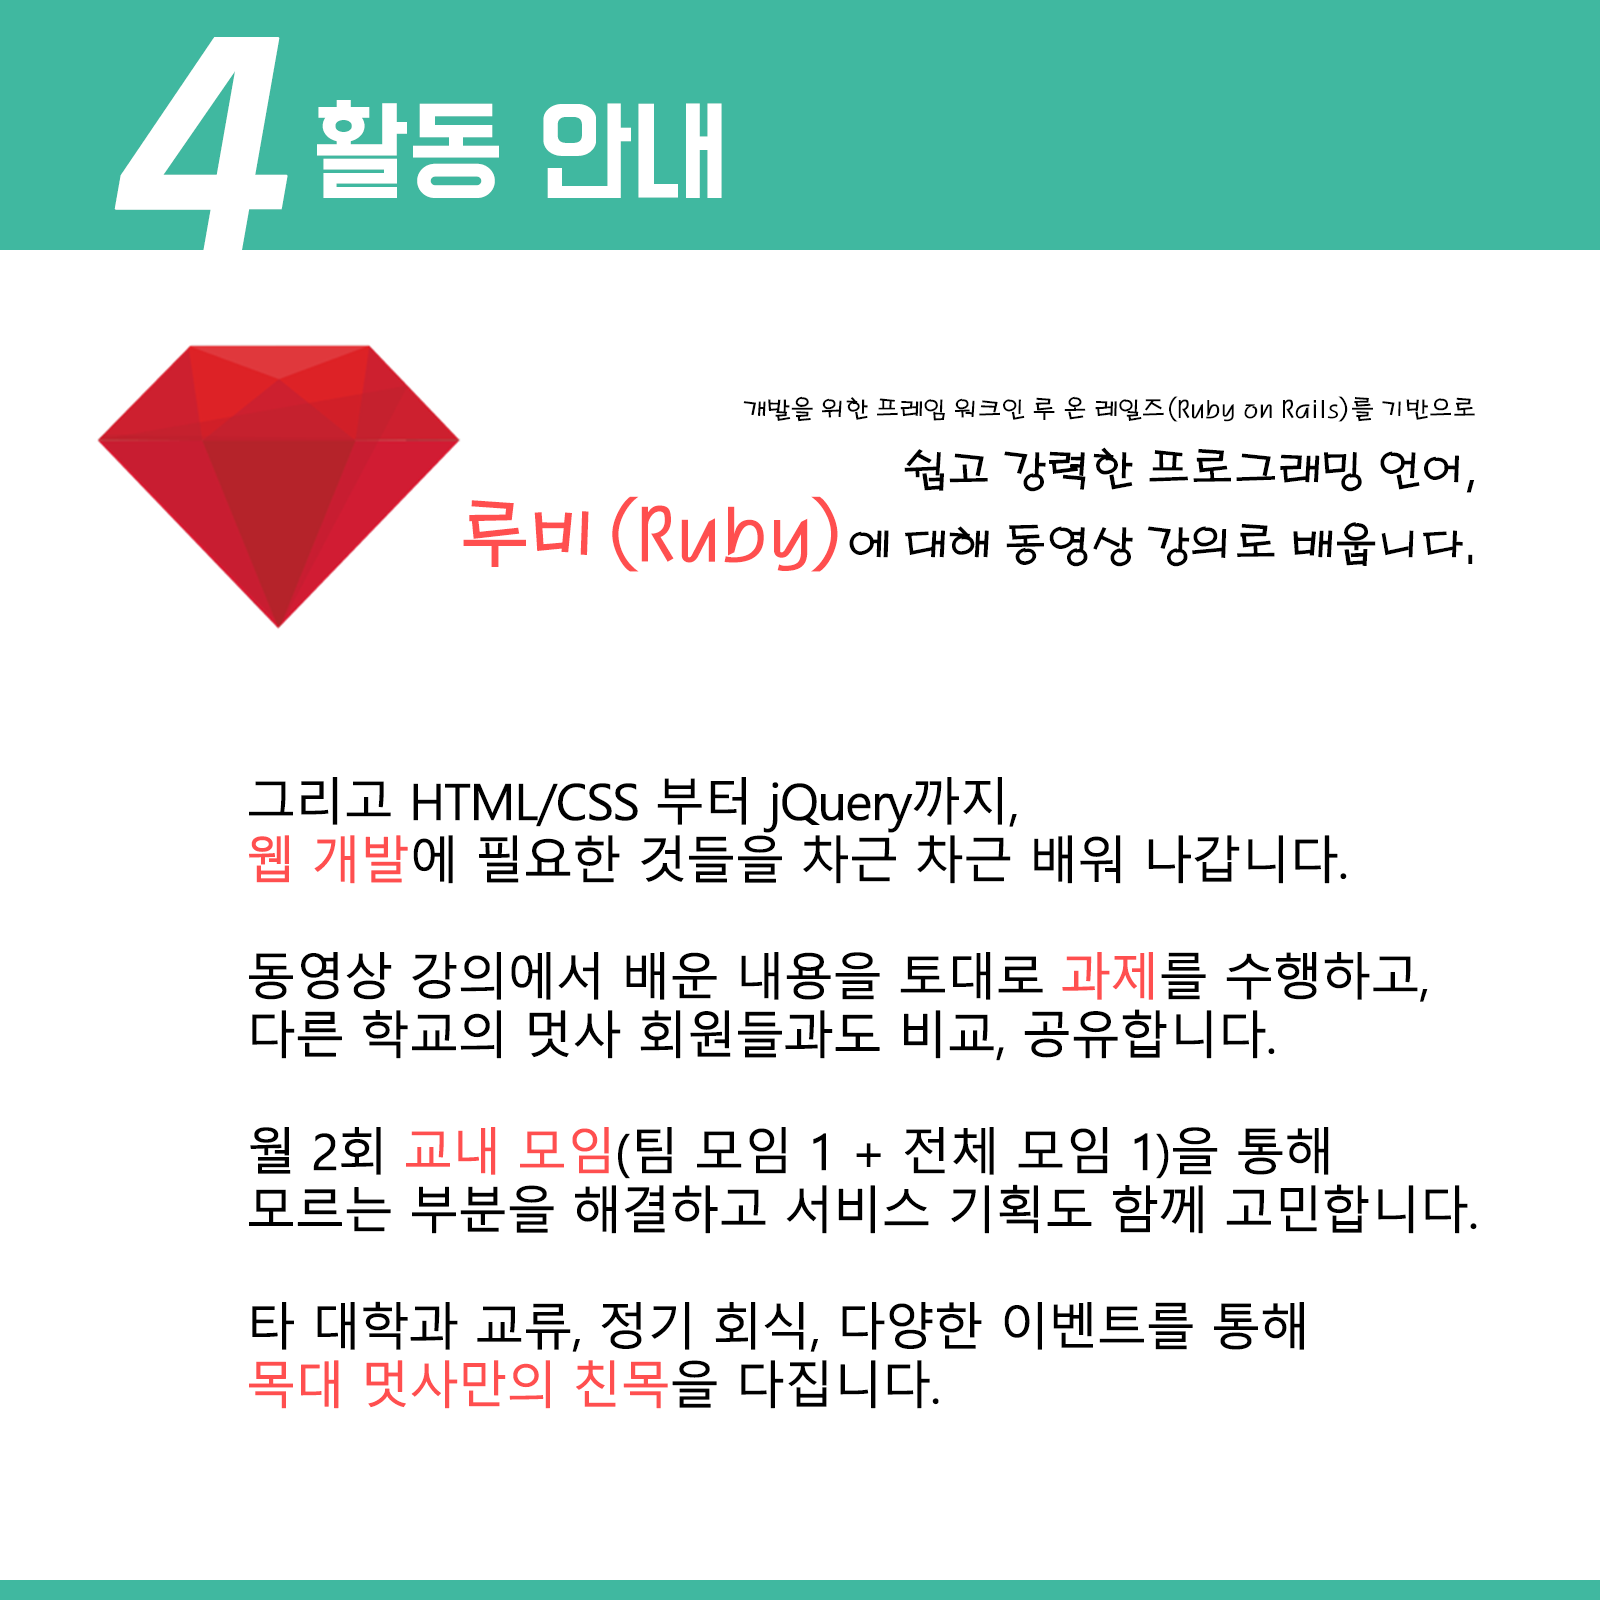 4 활동 안내
개발을 위한 프레임 워크인 루 온 레일즈(Ruby on Rails)를 기반으로
쉽고 강력한 프로그래밍 언어,
루비(Ruby)에 대해 동영상 강의로 배웁니다.
그리고 HTML/CSS 부터 jQuery까지,
웹 개발에 필요한 것들을 차근 차근 배워 나갑니다.
동영상 강의에서 배운 내용을 토대로 과제를 수행하고,
다른 학교의 멋사 회원들과도 비교, 공유합니다.
월 2회 교내 모임(팀 모임 1 + 전체 모임 1)을 통해
모르는 부분을 해결하고 서비스 기획도 함께 고민합니다.
타 대학과 교류, 정기 회식, 다양한 이벤트를 통해
목대 멋사만의 친목을 다집니다.